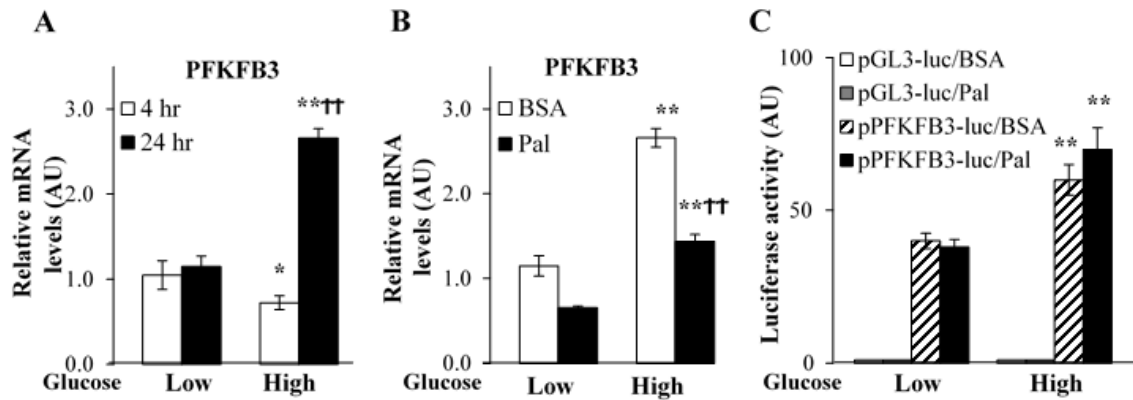 A
PFKFB3
Relative mRNA
levels (AU)
3.0
2.0
1.0
0.0
4 hr
24 hr
*
**††
Glucose Low High
B
PFKFB3
Relative mRNA
levels (AU)
3.0
2.0
1.0
0.0
BSA
Pal
**
**††
Glucose Low High
C
Luciferase activity (AU)
100
50
0
pGL3-luc/BSA
pGL3-luc/Pal
pPFKFB3-luc/BSA
pPFKFB3-luc/Pal
**
**
Glucose Low High